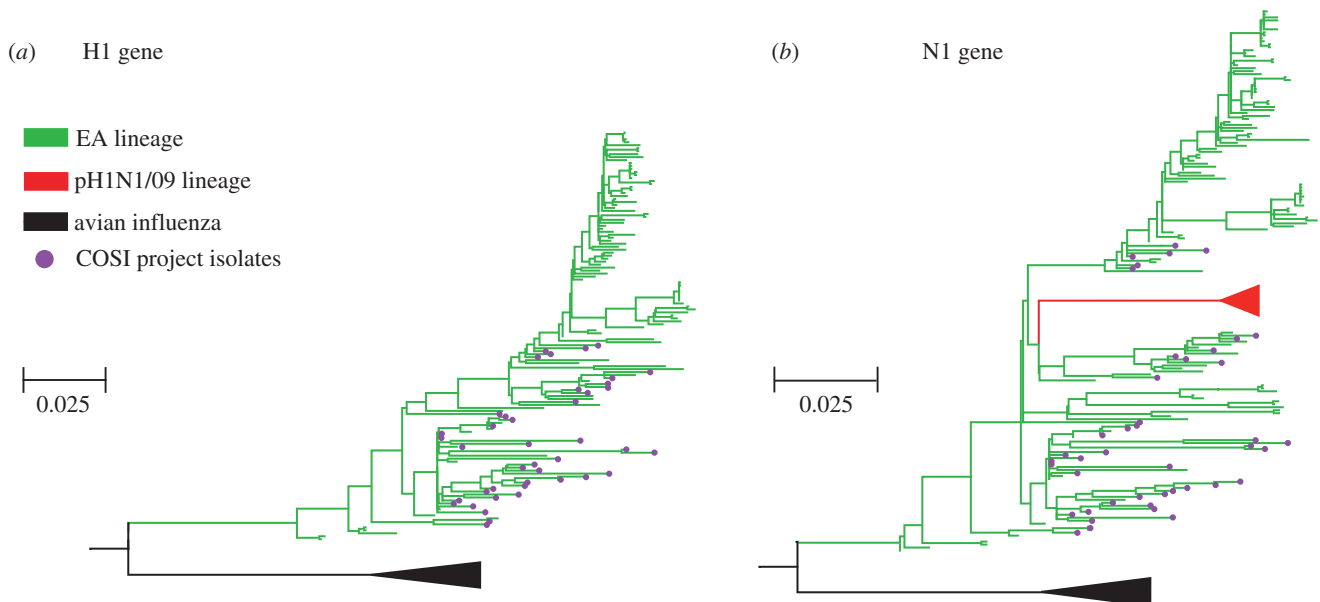 (a) H1 gene
EA lineage
pH1N1/09 lineage
avian influenza
COSI project isolates
0.025
(b) N1 gene
0.025